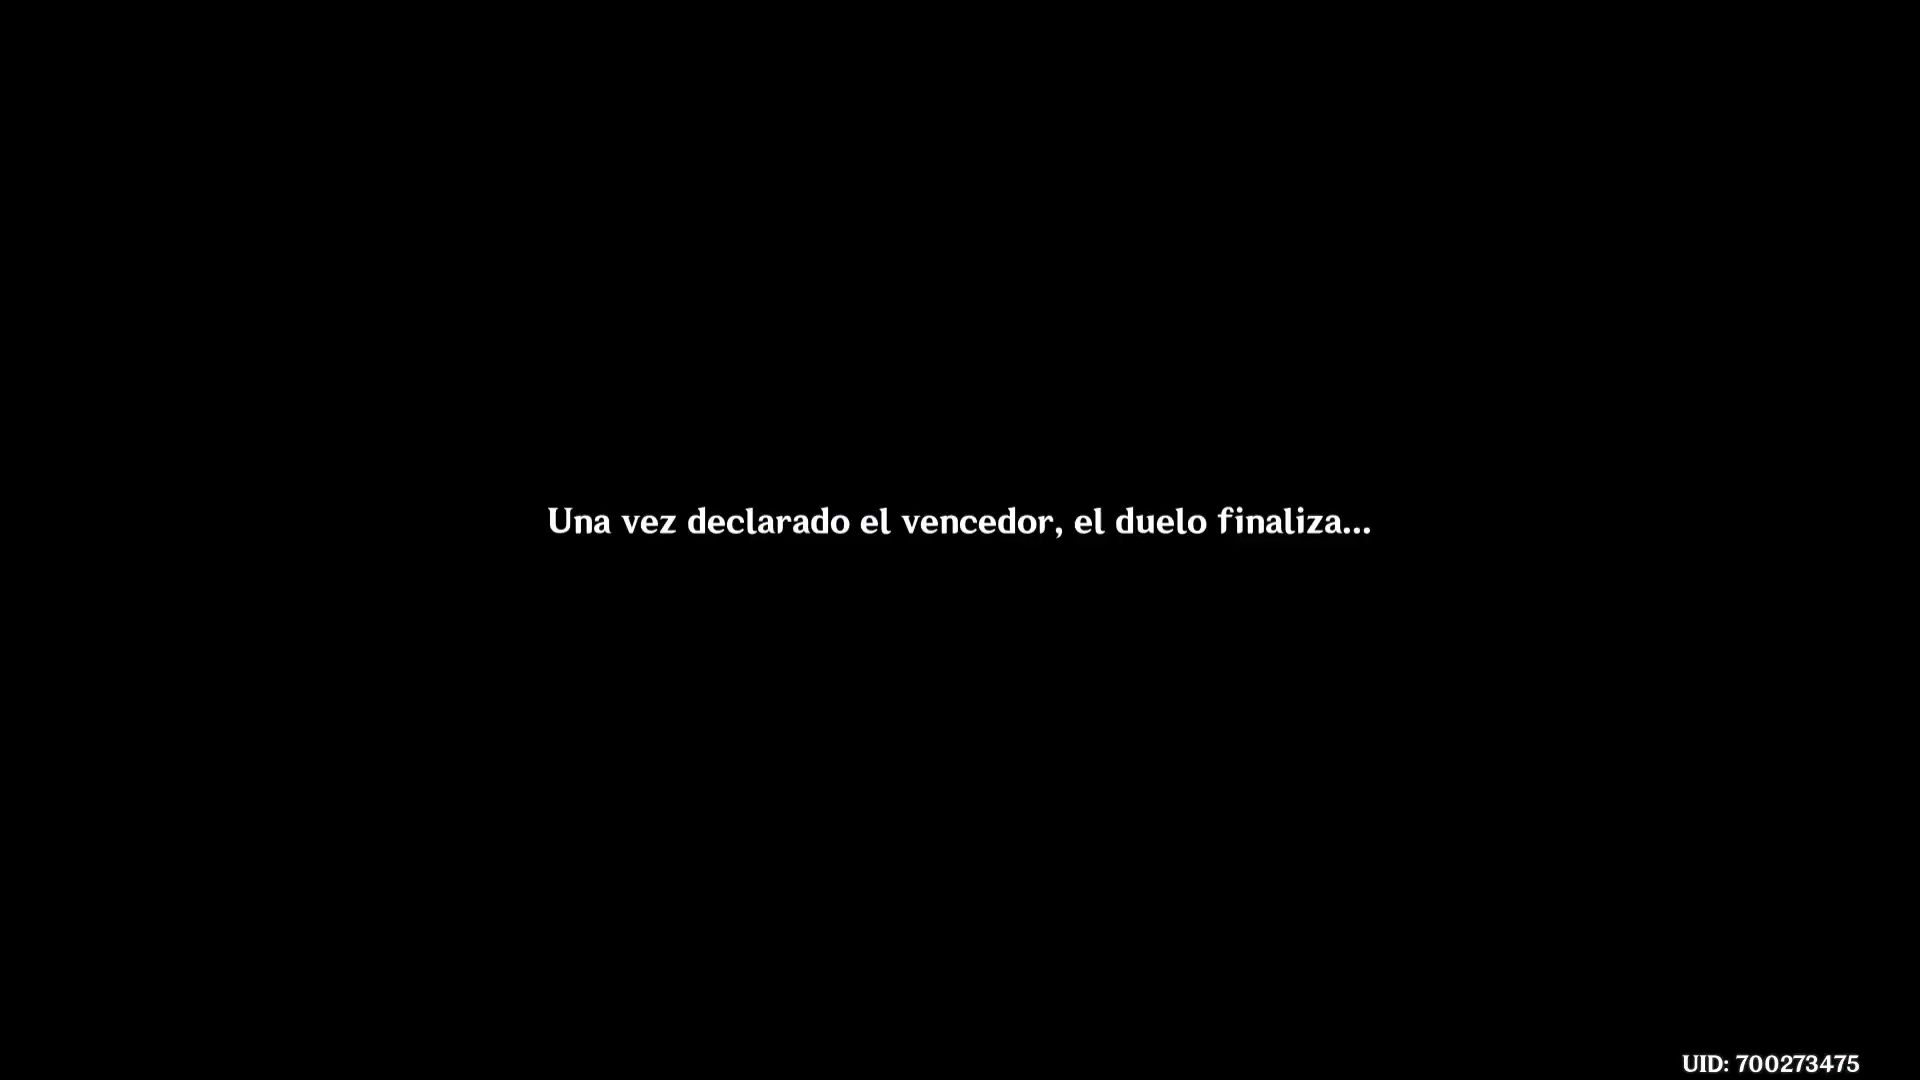 Una vez declarado el vencedor, el duelo finaliza...
UID: 700273475